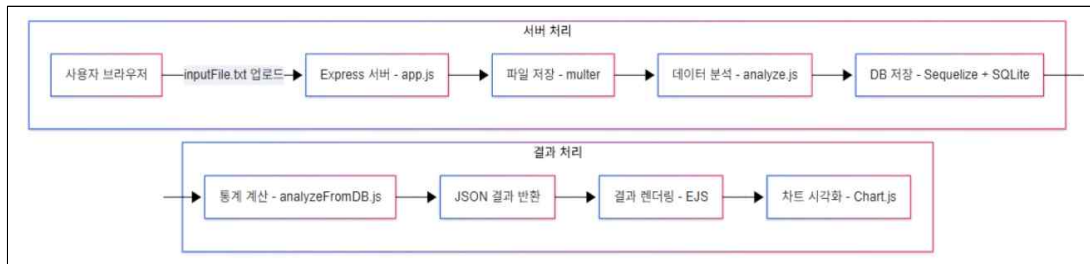 서버 처리
사용자 브라우저
inputFile.txt 업로드
Express 서버 - app.js
파일 저장 - multer
데이터 분석 - analyze.js
DB 저장 - Sequelize + SQLite
결과 처리
통계 계산 - analyzeFromDB.js
JSON 결과 반환
결과 렌더링 - EJS
차트 시각화 - Chart.js